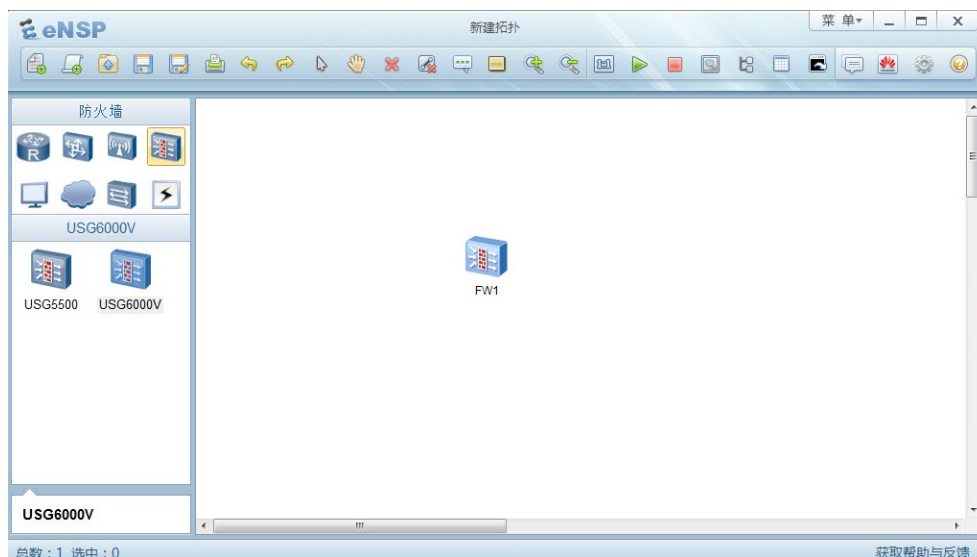 eNSP
新建拓扑
菜 单
防火墙
R
USG6000V
USG5500
USG6000V
FW1
USG6000V
总数：1 选中：0
获取帮助与反馈